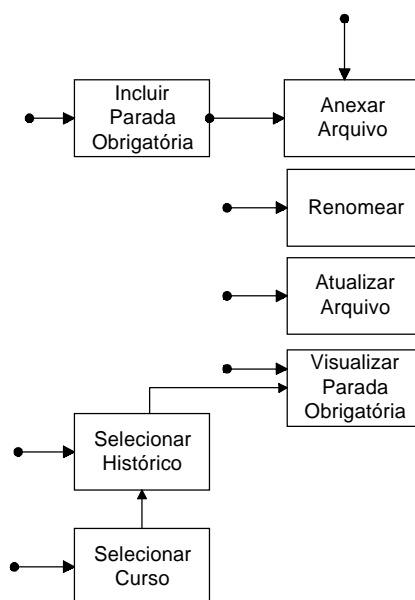 Incluir
Parada
Obrigatória
Anexar
Arquivo
Renomear
Atualizar
Arquivo
Visualizar
Parada
Obrigatória
Selecionar
Histórico
Selecionar
Curso